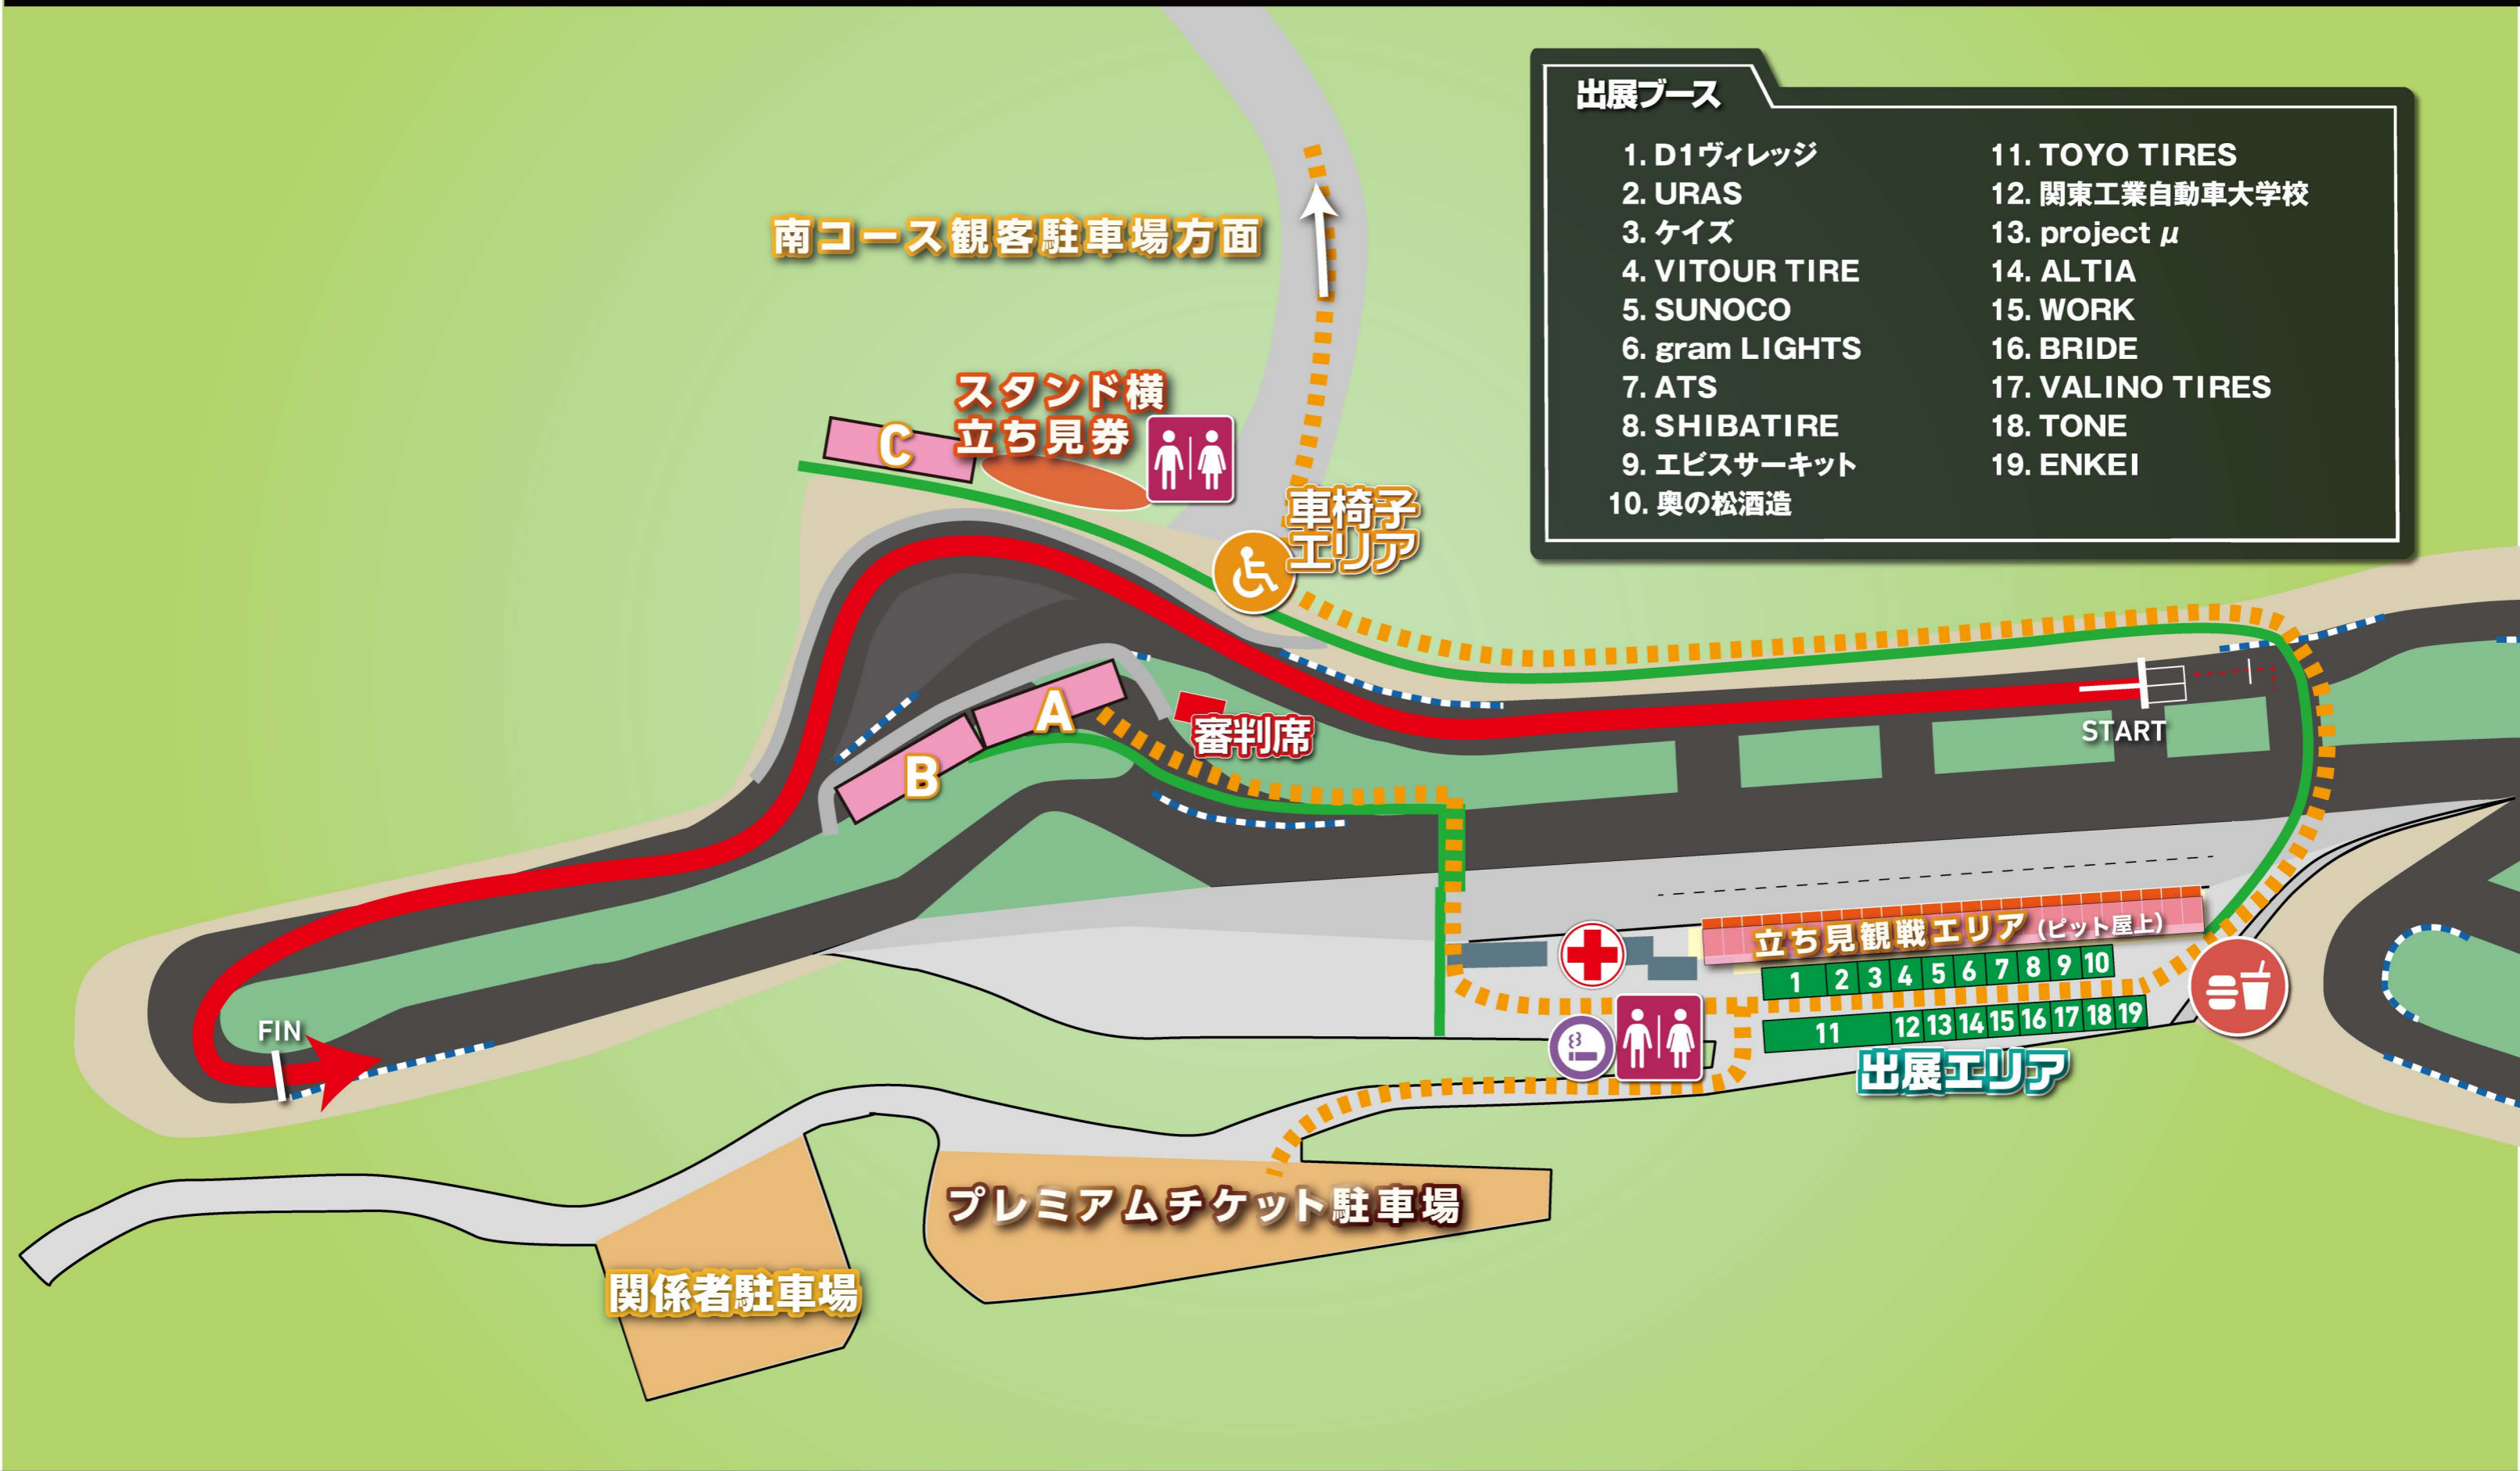 出展ブース
1. D1ヴィレッジ
2. URAS
3. ケイズ
4. VITOUR TIRE
5. SUNOCO
6. gram LIGHTS
7. ATS
8. SHIBATIRE
9. エビスサーキット
10. 奥の松酒造
11. TOYO TIRES
12. 関東工業自動車大学校
13. project μ
14. ALTIA
15. WORK
16. BRIDE
17. VALINO TIRES
18. TONE
19. ENKEI
南コース観客駐車場方面
スタンド横
立ち見券
C
車椅子
エリア
A
B
審判席
START
立ち見観戦エリア (ピット屋上)
1 2 3 4 5 6 7 8 9 10
11 12 13 14 15 16 17 18 19
出展エリア
FIN
プレミアムチケット駐車場
関係者駐車場